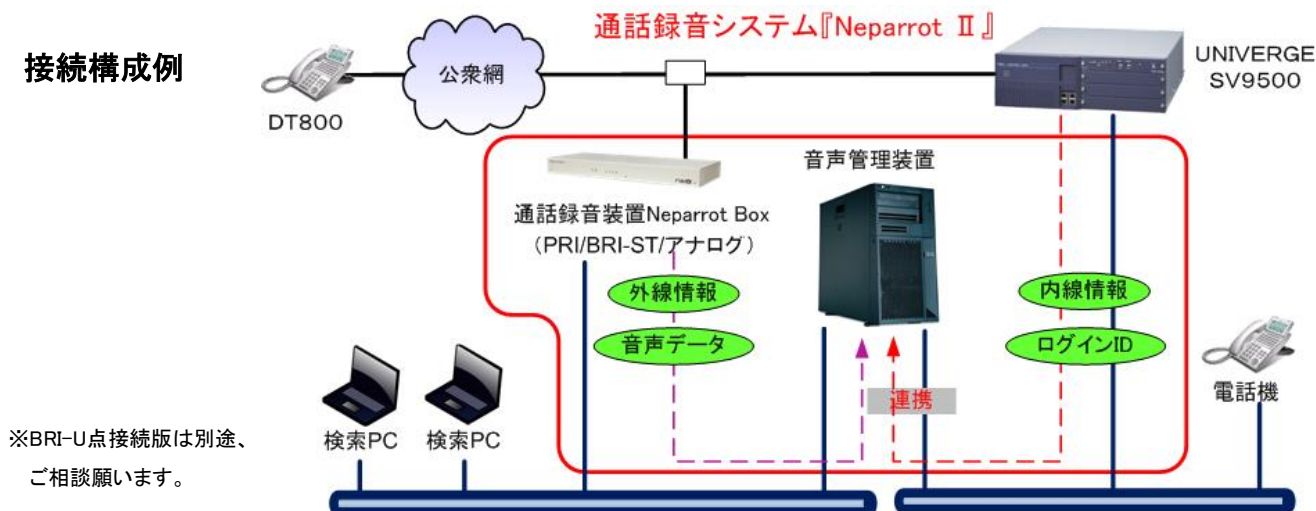 通話録音システム『Neparrot Ⅱ』
接続構成例
公衆網
DT800
UNIVERGE
SV9500
音声管理装置
通話録音装置Neparrot Box
（PRI/BRI-ST/アナログ）
外線情報
音声データ
内線情報
ログインID
連携
電話機
検索PC
検索PC
※BRI-U点接続版は別途、
ご相談願います。